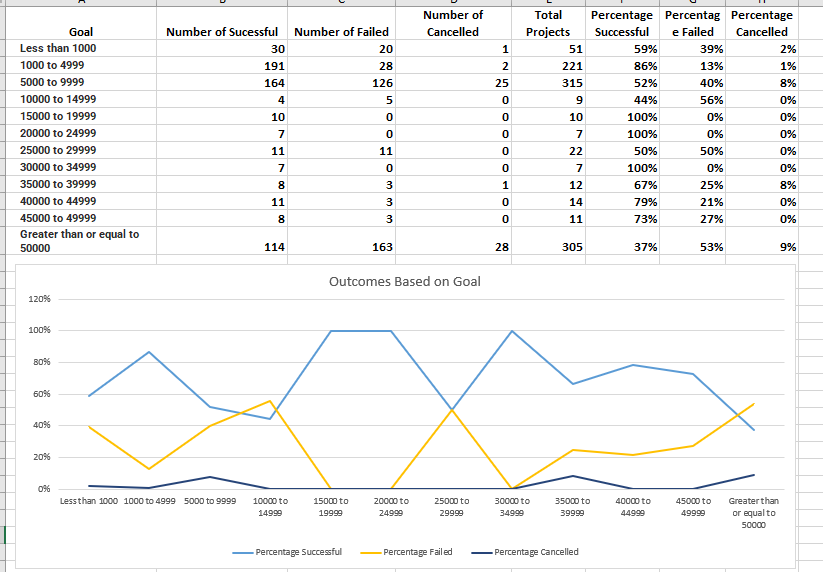 Number of Total Percentage Percentag Percentage
Goal Number of Sucessful Number of Failed Cancelled Projects Successful e Failed Cancelled
Less than 1000 30 20 1 51 59% 39% 2%
1000 to 4999 191 28 2 221 86% 13% 1%
5000 to 9999 164 126 25 315 52% 40% 8%
10000 to 14999 4 5 0 9 44% 56% 0%
15000 to 19999 10 0 0 10 100% 0% 0%
20000 to 24999 7 0 0 7 100% 0% 0%
25000 to 29999 11 11 0 22 50% 50% 0%
30000 to 34999 7 0 0 7 100% 0% 0%
35000 to 39999 8 3 1 12 67% 25% 8%
40000 to 44999 11 3 0 14 79% 21% 0%
45000 to 49999 8 3 0 11 73% 27% 0%
Greater than or equal to
50000 114 163 28 305 37% 53% 9%
Outcomes Based on Goal
120%
100%
80%
60%
40%
20%
0%
Less than 1000 1000 to 4999 5000 to 9999 10000 to 15000 to 20000 to 25000 to 30000 to 35000 to 40000 to 45000 to Greater than
14999 19999 24999 29999 34999 39999 44999 49999 or equal to
50000
Percentage Successful Percentage Failed Percentage Cancelled